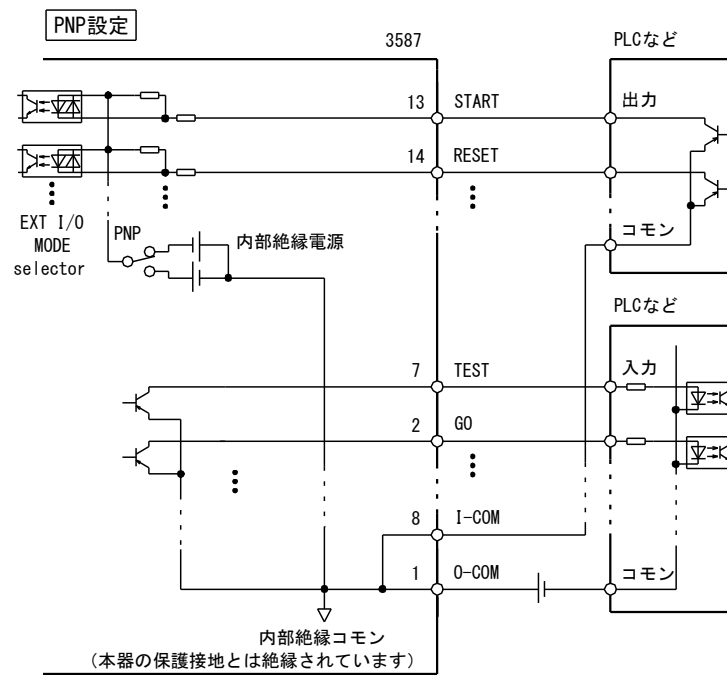 PNP設定
3587
PLCなど
13 START
出力
14 RESET
EXT I/O
MODE
selector
PNP
内部絶縁電源
コモン
PLCなど
7 TEST
入力
2 GO
8 I-COM
1 O-COM
コモン
内部絶縁コモン
(本器の保護接地とは絶縁されています)